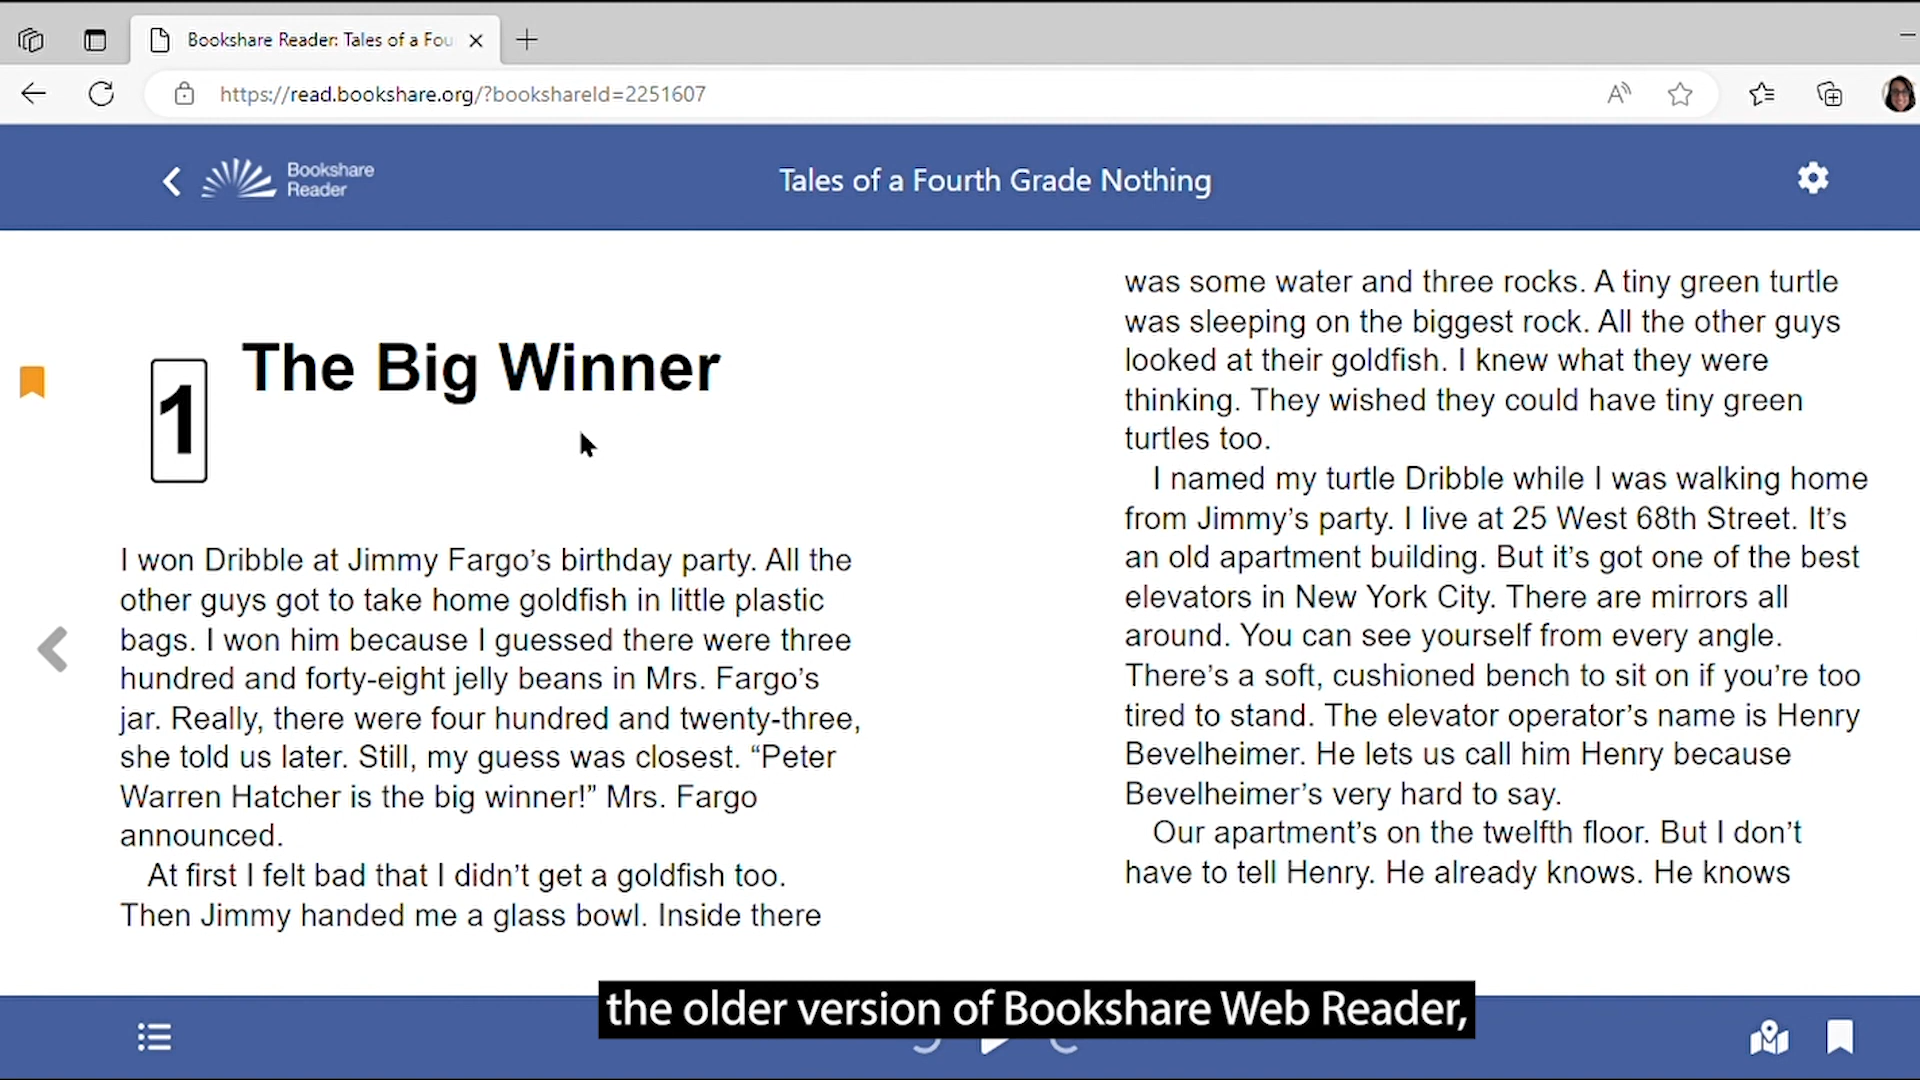 Bookshare Reader: Tales of a Fou
https://read.bookshare.org/?bookshareId=2251607
Bookshare
Reader
Tales of a Fourth Grade Nothing
1
The Big Winner
I won Dribble at Jimmy Fargo’s birthday party. All the
other guys got to take home goldfish in little plastic
bags. I won him because I guessed there were three
hundred and forty-eight jelly beans in Mrs. Fargo’s
jar. Really, there were four hundred and twenty-three,
she told us later. Still, my guess was closest. “Peter
Warren Hatcher is the big winner!” Mrs. Fargo
announced.
At first I felt bad that I didn’t get a goldfish too.
Then Jimmy handed me a glass bowl. Inside there
was some water and three rocks. A tiny green turtle
was sleeping on the biggest rock. All the other guys
looked at their goldfish. I knew what they were
thinking. They wished they could have tiny green
turtles too.
I named my turtle Dribble while I was walking home
from Jimmy’s party. I live at 25 West 68th Street. It’s
an old apartment building. But it’s got one of the best
elevators in New York City. There are mirrors all
around. You can see yourself from every angle.
There’s a soft, cushioned bench to sit on if you’re too
tired to stand. The elevator operator’s name is Henry
Bevelheimer. He lets us call him Henry because
Bevelheimer’s very hard to say.
Our apartment’s on the twelfth floor. But I don’t
have to tell Henry. He already knows. He knows
the older version of Bookshare Web Reader,